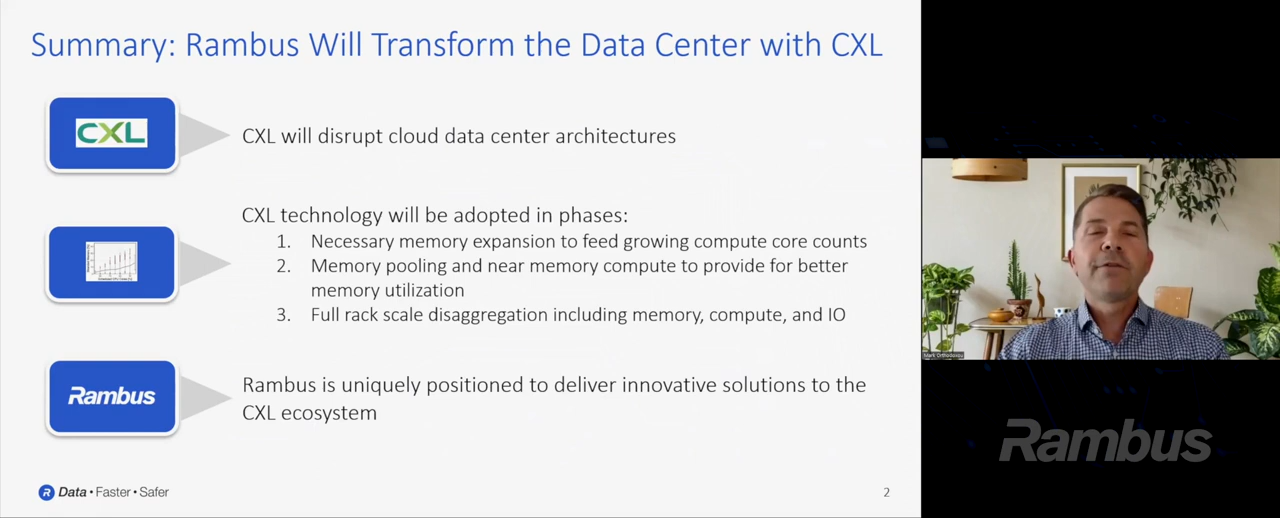 Summary: Rambus Will Transform the Data Center with CXL
CXL
CXL will disrupt cloud data center architectures
CXL technology will be adopted in phases:
1. Necessary memory expansion to feed growing compute core counts
2. Memory pooling and near memory compute to provide for better
memory utilization
3. Full rack scale disaggregation including memory, compute, and IO
Rambus
Rambus is uniquely positioned to deliver innovative solutions to the
CXL ecosystem
R Data • Faster • Safer
2
Rambus